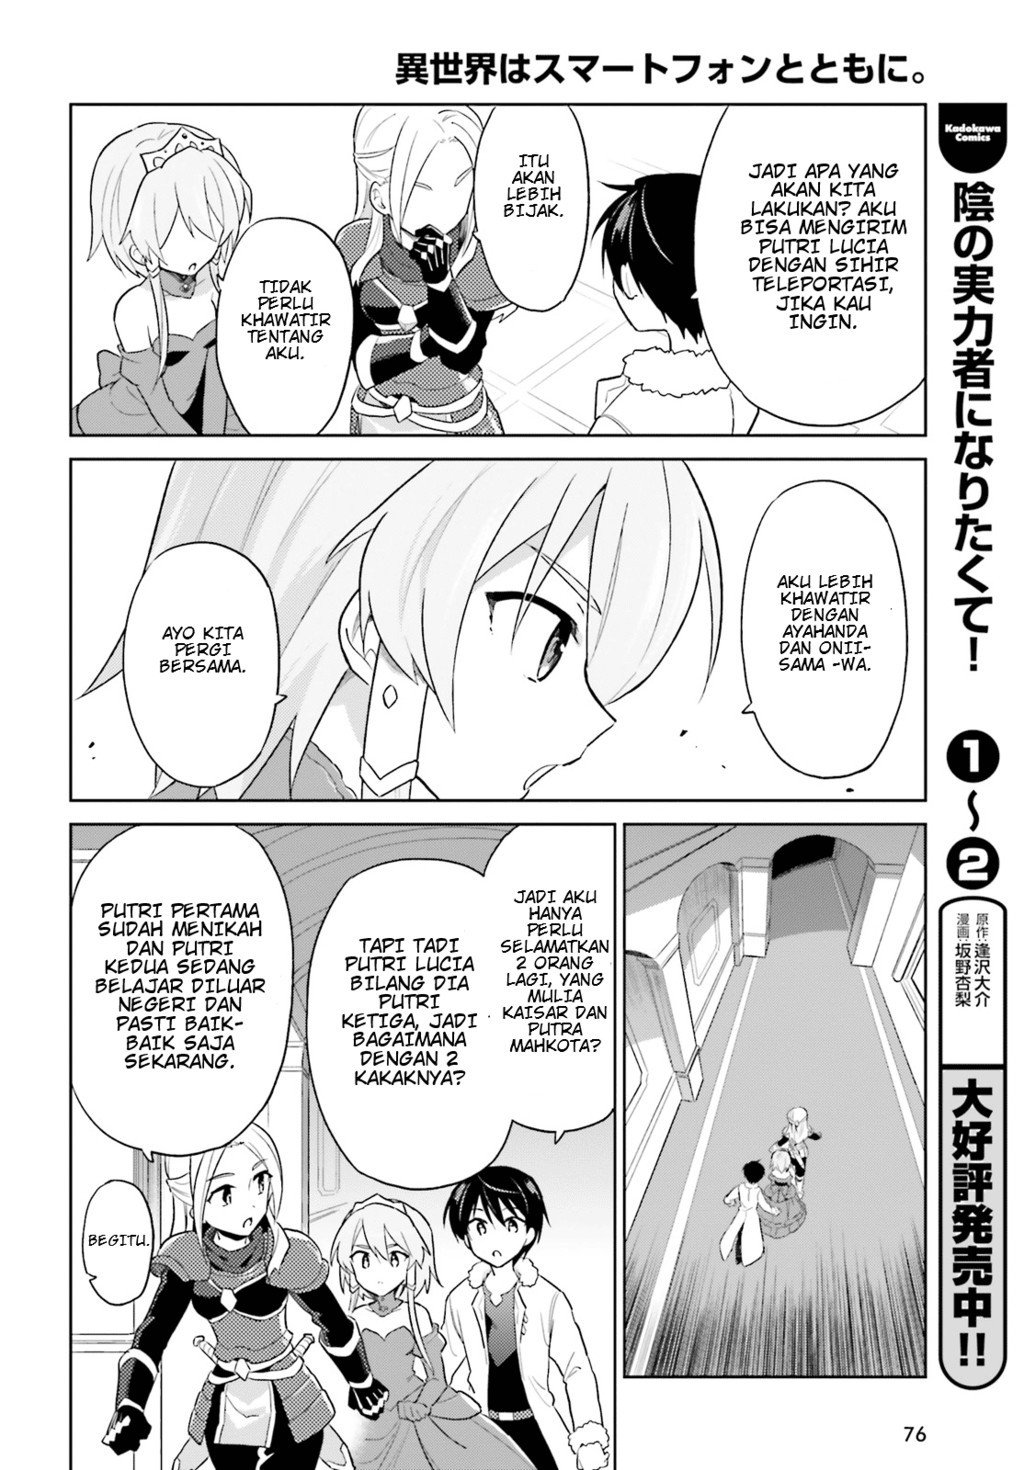 異世界はスマートフォンとともに。
JADI APA YANG
AKAN KITA
LAKUKAN? AKU
BISA MENGIRIM
PUTRI LUCIA
DENGAN SIHIR
TELEPORTASI,
JIKA KAU
INGIN.
ITU
AKAN
LEBIH
BIJAK.
TIDAK
PERLU
KHAWATIR
TENTANG
AKU.
AKU LEBIH
KHAWATIR
DENGAN
AYAHANDA
DAN ONII-
SAMA -WA.
AYO KITA
PERGI
BERSAMA.
JADI AKU
HANYA
PERLU
SELAMATKAN
2 ORANG
LAGI, YANG
MULIA
KAISAR DAN
PUTRA
MAHKOTA?
TAPI TADI
PUTRI LUCIA
BILANG DIA
PUTRI
KETIGA, JADI
BAGAIMANA
DENGAN 2
KAKAKNYA?
PUTRI PERTAMA
SUDAH MENIKAH
DAN PUTRI
KEDUA SEDANG
BELAJAR DILUAR
NEGERI DAN
PASTI BAIK-
BAIK SAJA
SEKARANG.
BEGITU.
Kadokawa
Comics
陰の実力者になりたくて!
1~2
原作:逢沢大介
漫画:坂野杏梨
大好評発売中!!
76